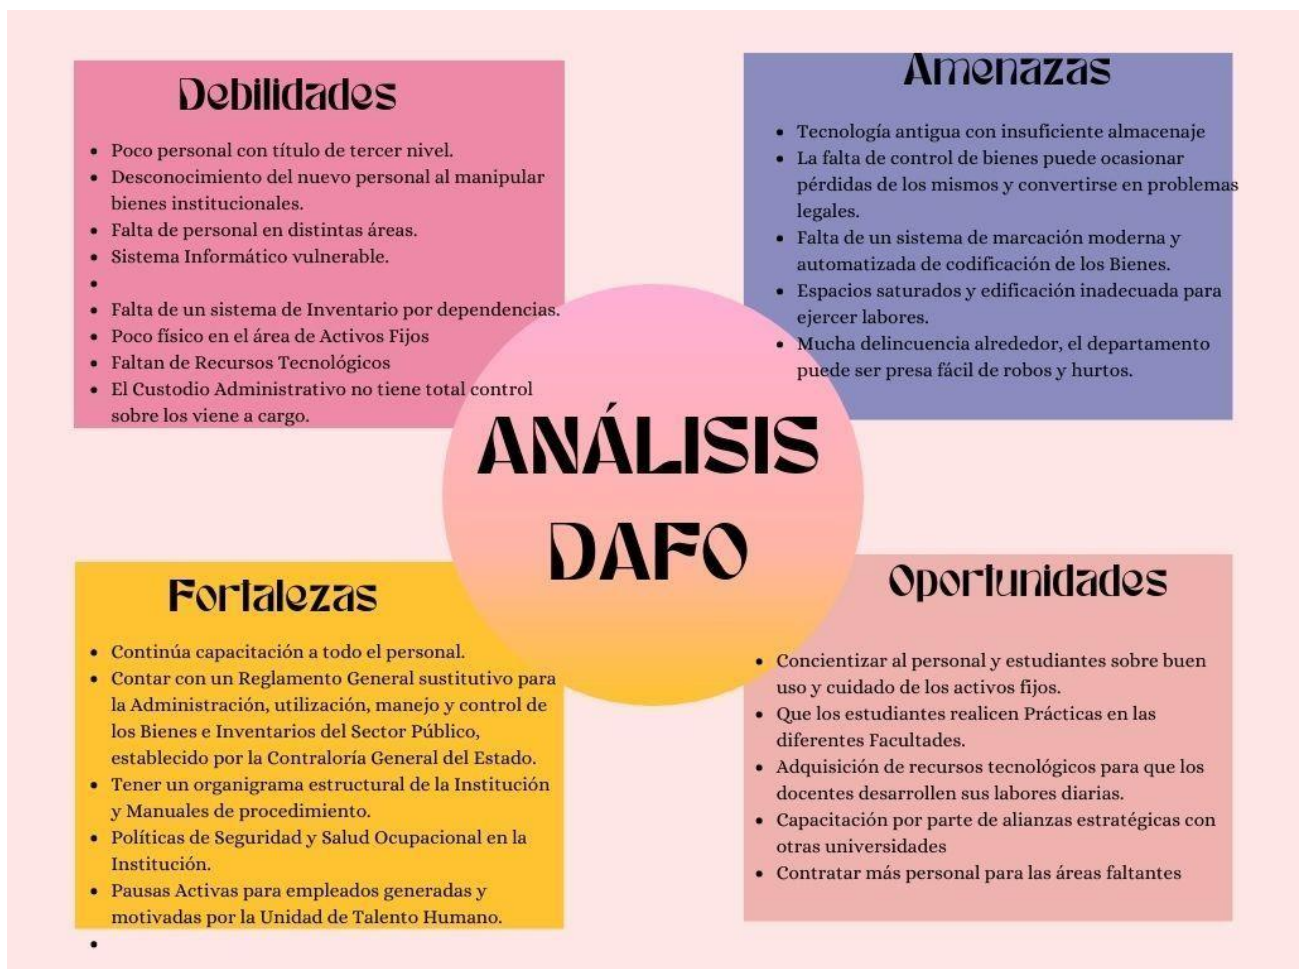 Debilidades
• Poco personal con título de tercer nivel.
• Desconocimiento del nuevo personal al manipular
bienes institucionales.
• Falta de personal en distintas áreas.
• Sistema Informático vulnerable.
•
• Falta de un sistema de Inventario por dependencias.
• Poco físico en el área de Activos Fijos
• Faltan de Recursos Tecnológicos
• El Custodio Administrativo no tiene total control
sobre los viene a cargo.
Amenazas
• Tecnología antigua con insuficiente almacenaje
• La falta de control de bienes puede ocasionar
pérdidas de los mismos y convertirse en problemas
legales.
• Falta de un sistema de marcación moderna y
automatizada de codificación de los Bienes.
• Espacios saturados y edificación inadecuada para
ejercer labores.
• Mucha delincuencia alrededor, el departamento
puede ser presa fácil de robos y hurtos.
ANÁLISIS
DAFO
Fortalezas
• Continúa capacitación a todo el personal.
• Contar con un Reglamento General sustitutivo para
la Administración, utilización, manejo y control de
los Bienes e Inventarios del Sector Público,
establecido por la Contraloría General del Estado.
• Tener un organigrama estructural de la Institución
y Manuales de procedimiento.
• Políticas de Seguridad y Salud Ocupacional en la
Institución.
• Pausas Activas para empleados generadas y
motivadas por la Unidad de Talento Humano.
•
Oportunidades
• Concientizar al personal y estudiantes sobre buen
uso y cuidado de los activos fijos.
• Que los estudiantes realicen Prácticas en las
diferentes Facultades.
• Adquisición de recursos tecnológicos para que los
docentes desarrollen sus labores diarias.
• Capacitación por parte de alianzas estratégicas con
otras universidades
• Contratar más personal para las áreas faltantes